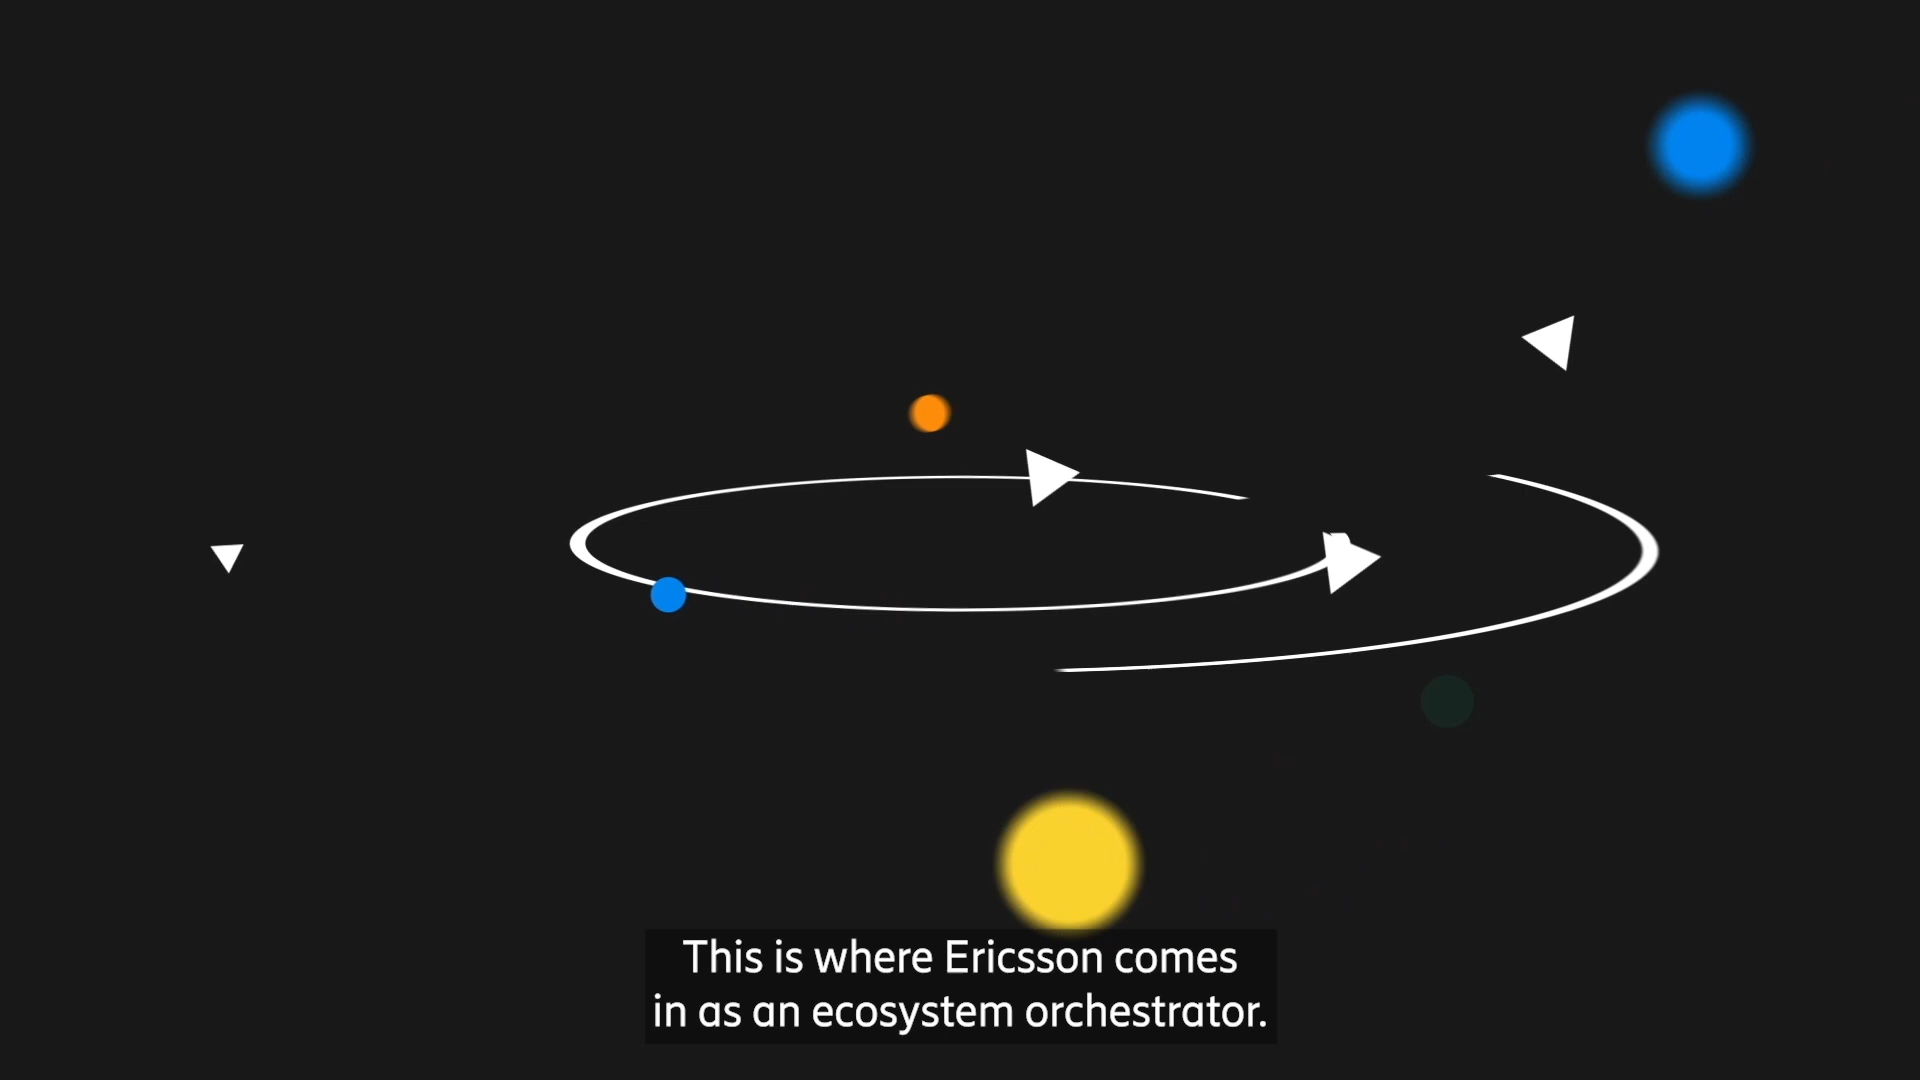 This is where Ericsson comes
in as an ecosystem orchestrator.